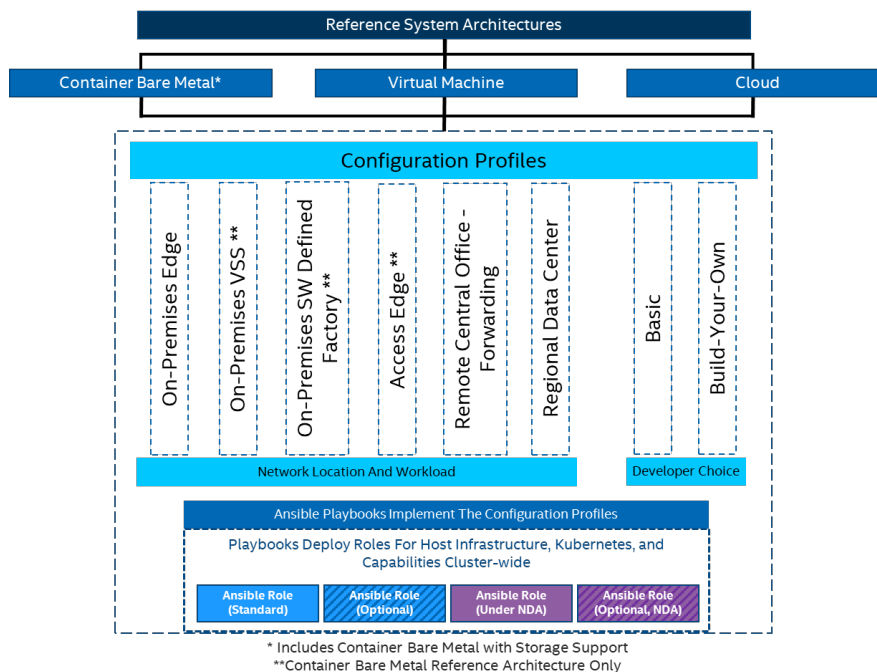 Reference System Architectures
Container Bare Metal*
Virtual Machine
Cloud
Configuration Profiles
On-Premises Edge
On-Premises VSS **
On-Premises SW Defined
Factory **
Access Edge **
Remote Central Office -
Forwarding
Regional Data Center
Basic
Build-Your-Own
Network Location And Workload
Developer Choice
Ansible Playbooks Implement The Configuration Profiles
Playbooks Deploy Roles For Host Infrastructure, Kubernetes, and
Capabilities Cluster-wide
Ansible Role
(Standard)
Ansible Role
(Optional)
Ansible Role
(Under NDA)
Ansible Role
(Optional, NDA)
* Includes Container Bare Metal with Storage Support
**Container Bare Metal Reference Architecture Only